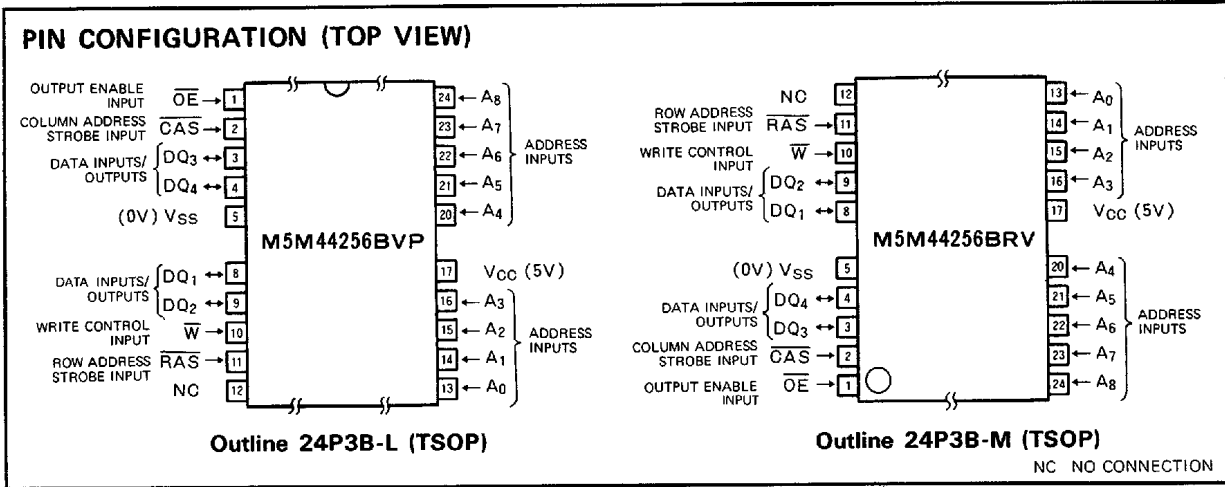 PIN CONFIGURATION (TOP VIEW)
OUTPUT ENABLE
INPUT
OE → 1
COLUMN ADDRESS
STROBE INPUT
CAS → 2
DATA INPUTS/
OUTPUTS
DQ3 ↔ 3
DQ4 ↔ 4
(0V) VSS 5
DATA INPUTS/
OUTPUTS
DQ1 ↔ 8
DQ2 ↔ 9
WRITE CONTROL
INPUT
W → 10
ROW ADDRESS
STROBE INPUT
RAS → 11
NC 12
M5M44256BVP
24 ← A8
23 ← A7
22 ← A6
21 ← A5
20 ← A4
ADDRESS
INPUTS
17 VCC (5V)
16 ← A3
15 ← A2
14 ← A1
13 ← A0
ADDRESS
INPUTS
Outline 24P3B-L (TSOP)
NC 12
ROW ADDRESS
STROBE INPUT
RAS → 11
WRITE CONTROL
INPUT
W → 10
DATA INPUTS/
OUTPUTS
DQ2 ↔ 9
DQ1 ↔ 8
(0V) VSS 5
DATA INPUTS/
OUTPUTS
DQ4 ↔ 4
DQ3 ↔ 3
COLUMN ADDRESS
STROBE INPUT
CAS → 2
OUTPUT ENABLE
INPUT
OE → 1
M5M44256BRV
13 ← A0
14 ← A1
15 ← A2
16 ← A3
ADDRESS
INPUTS
17 VCC (5V)
20 ← A4
21 ← A5
22 ← A6
23 ← A7
24 ← A8
ADDRESS
INPUTS
Outline 24P3B-M (TSOP)
NC NO CONNECTION